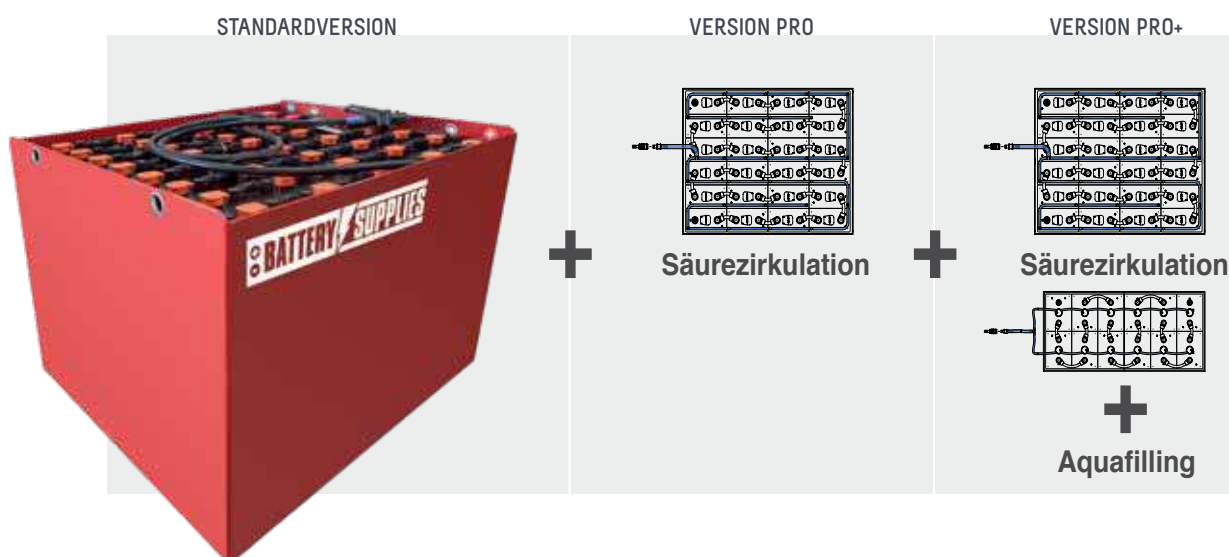 STANDARDVERSION
VERSION PRO
VERSION PRO+
BATTERY SUPPLIES
+
Säurezirkulation
+
Säurezirkulation
+
Aquafilling